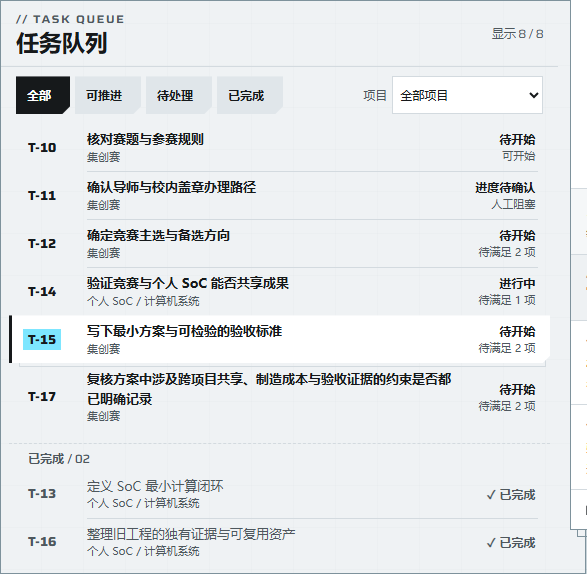 // TASK QUEUE
任务队列
显示 8 / 8
全部
可推进
待处理
已完成
项目
全部项目
T-10
核对赛题与参赛规则
集创赛
待开始
可开始
T-11
确认导师与校内盖章办理路径
集创赛
进度待确认
人工阻塞
T-12
确定竞赛主选与备选方向
集创赛
待开始
待满足 2 项
T-14
验证竞赛与个人 SoC 能否共享成果
个人 SoC / 计算机系统
进行中
待满足 1 项
T-15
写下最小方案与可检验的验收标准
集创赛
待开始
待满足 2 项
T-17
复核方案中涉及跨项目共享、制造成本与验收证据的约束是否都
已明确记录
集创赛
待开始
待满足 2 项
已完成 / 02
T-13
定义 SoC 最小计算闭环
个人 SoC / 计算机系统
✓ 已完成
T-16
整理旧工程的独有证据与可复用资产
个人 SoC / 计算机系统
✓ 已完成